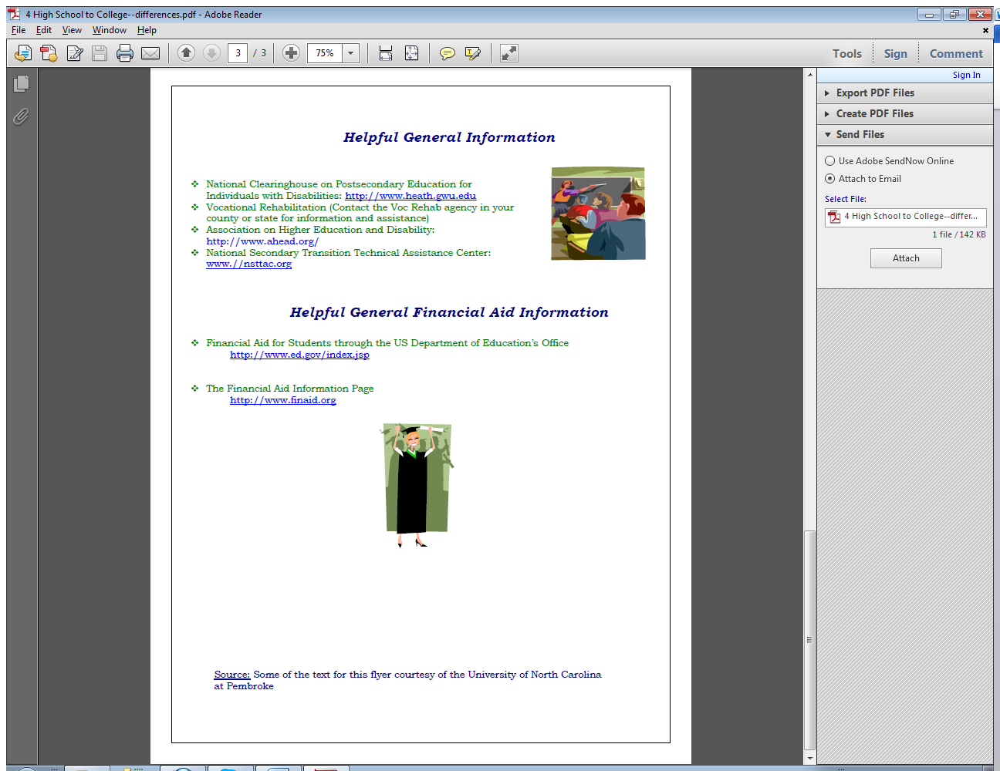 4 High School to College--differences.pdf - Adobe Reader
File Edit View Window Help
3 / 3 75% Tools Sign Comment
Sign In
Export PDF Files
Create PDF Files
Send Files
Use Adobe SendNow Online
Attach to Email
Select File:
4 High School to College--differ...
1 file / 142 KB
Attach
Helpful General Information
National Clearinghouse on Postsecondary Education for
Individuals with Disabilities: http://www.heath.gwu.edu
Vocational Rehabilitation (Contact the Voc Rehab agency in your
county or state for information and assistance)
Association on Higher Education and Disability:
http://www.ahead.org/
National Secondary Transition Technical Assistance Center:
www.//nsttac.org
Helpful General Financial Aid Information
Financial Aid for Students through the US Department of Education's Office
http://www.ed.gov/index.jsp
The Financial Aid Information Page
http://www.finaid.org
Source: Some of the text for this flyer courtesy of the University of North Carolina
at Pembroke